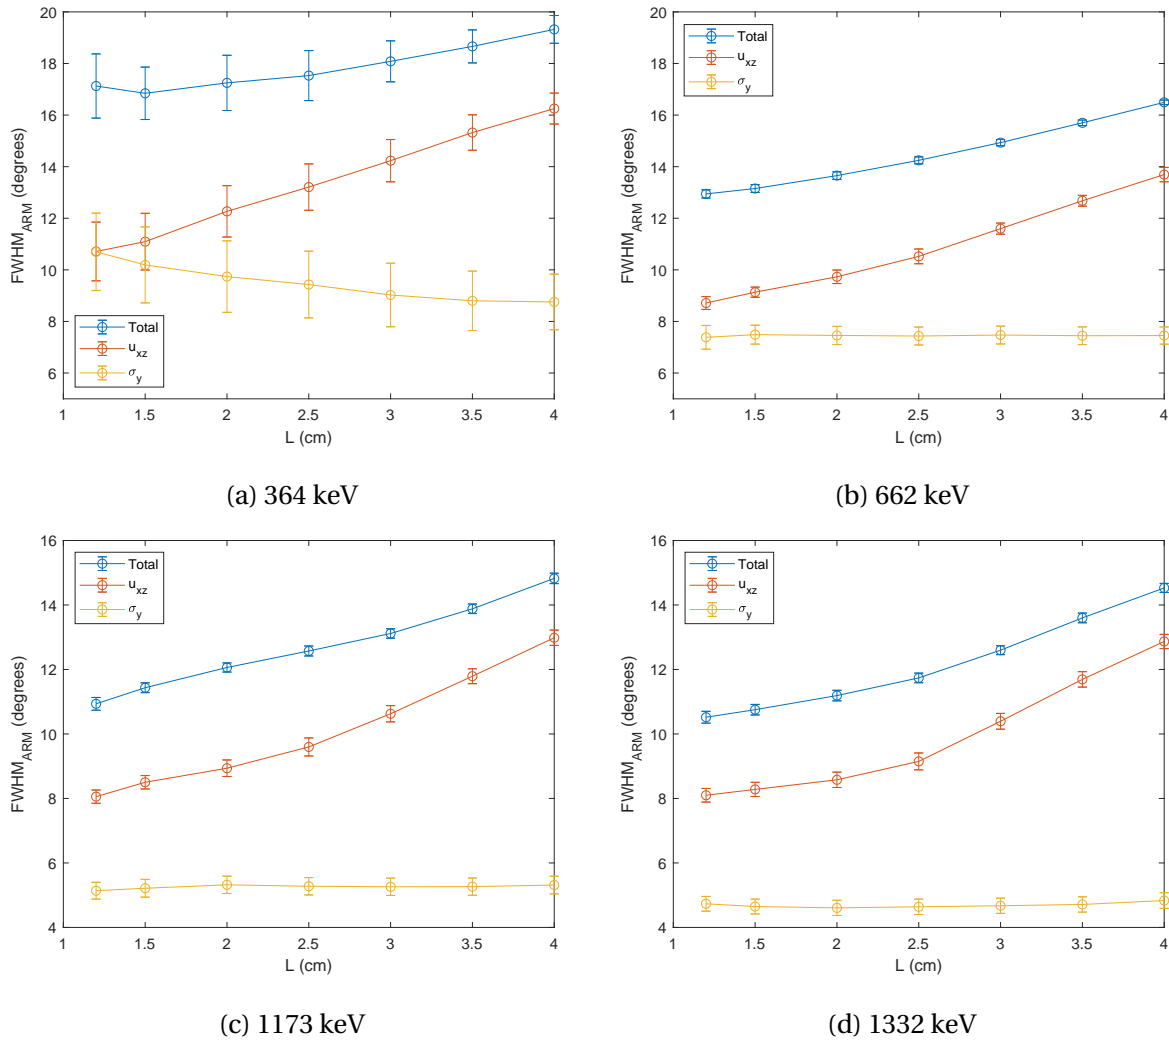 20
18
16
14
12
10
8
6
FWHM_ARM (degrees)
Total
u_xz
σ_y
1 1.5 2 2.5 3 3.5 4
L (cm)
(a) 364 keV
20
18
16
14
12
10
8
6
FWHM_ARM (degrees)
Total
u_xz
σ_y
1 1.5 2 2.5 3 3.5 4
L (cm)
(b) 662 keV
16
14
12
10
8
6
4
FWHM_ARM (degrees)
Total
u_xz
σ_y
1 1.5 2 2.5 3 3.5 4
L (cm)
(c) 1173 keV
16
14
12
10
8
6
4
FWHM_ARM (degrees)
Total
u_xz
σ_y
1 1.5 2 2.5 3 3.5 4
L (cm)
(d) 1332 keV